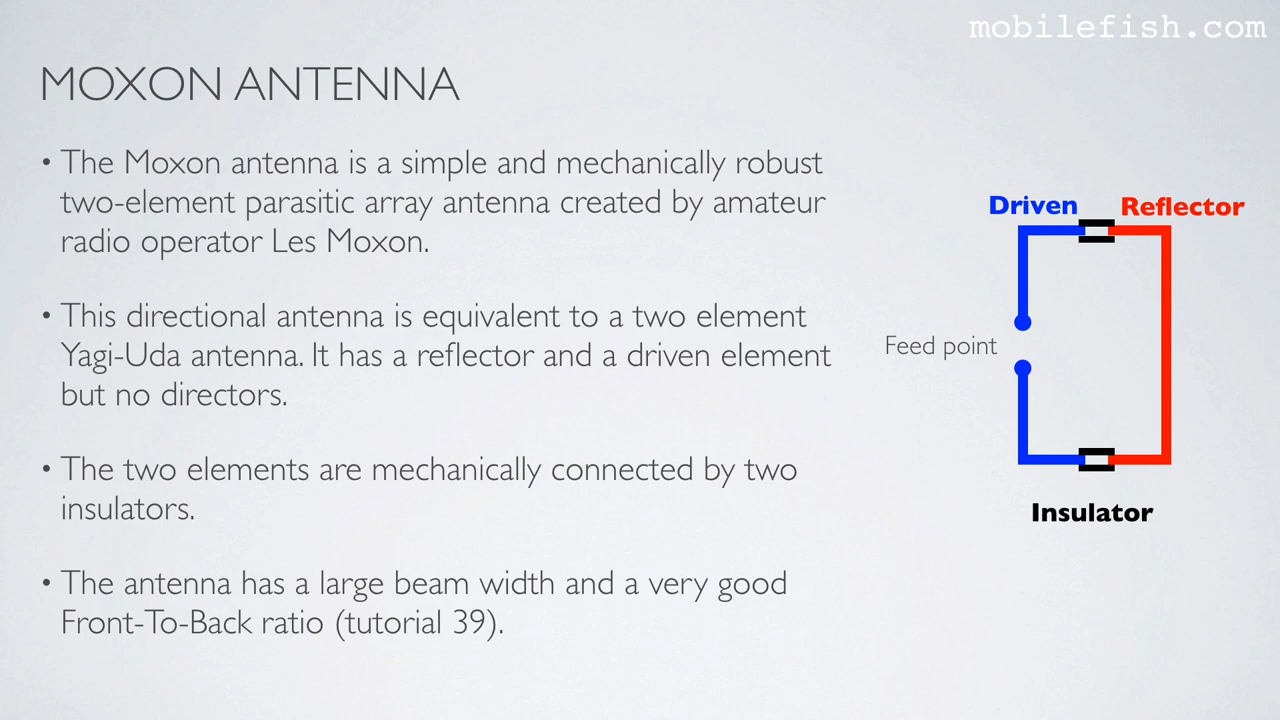 mobilefish.com
MOXON ANTENNA
• The Moxon antenna is a simple and mechanically robust
two-element parasitic array antenna created by amateur
radio operator Les Moxon.
• This directional antenna is equivalent to a two element
Yagi-Uda antenna. It has a reflector and a driven element
but no directors.
• The two elements are mechanically connected by two
insulators.
• The antenna has a large beam width and a very good
Front-To-Back ratio (tutorial 39).
Driven
Reflector
Feed point
Insulator